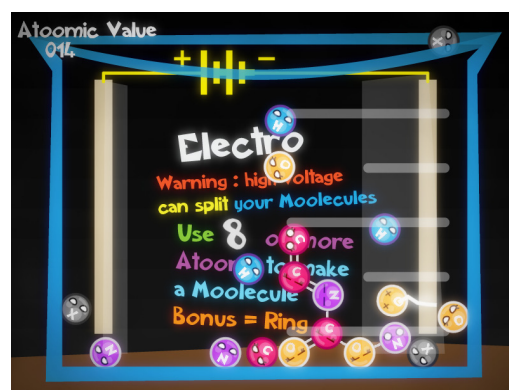 Atoomic Value
014
+ −
Electro
Warning : high voltage
can split your Moolecules
Use 8 or more
Atooms to make
a Moolecule
Bonus = Ring
X
H
O
C
H
H
C
N
O
O
X
N
N
C
O
C
O
N
X